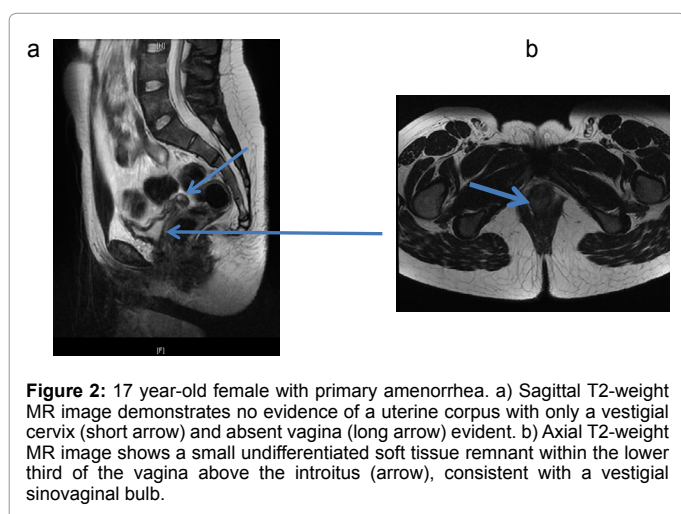 a
b
[H]
[F]
Figure 2: 17 year-old female with primary amenorrhea. a) Sagittal T2-weight
MR image demonstrates no evidence of a uterine corpus with only a vestigial
cervix (short arrow) and absent vagina (long arrow) evident. b) Axial T2-weight
MR image shows a small undifferentiated soft tissue remnant within the lower
third of the vagina above the introitus (arrow), consistent with a vestigial
sinovaginal bulb.